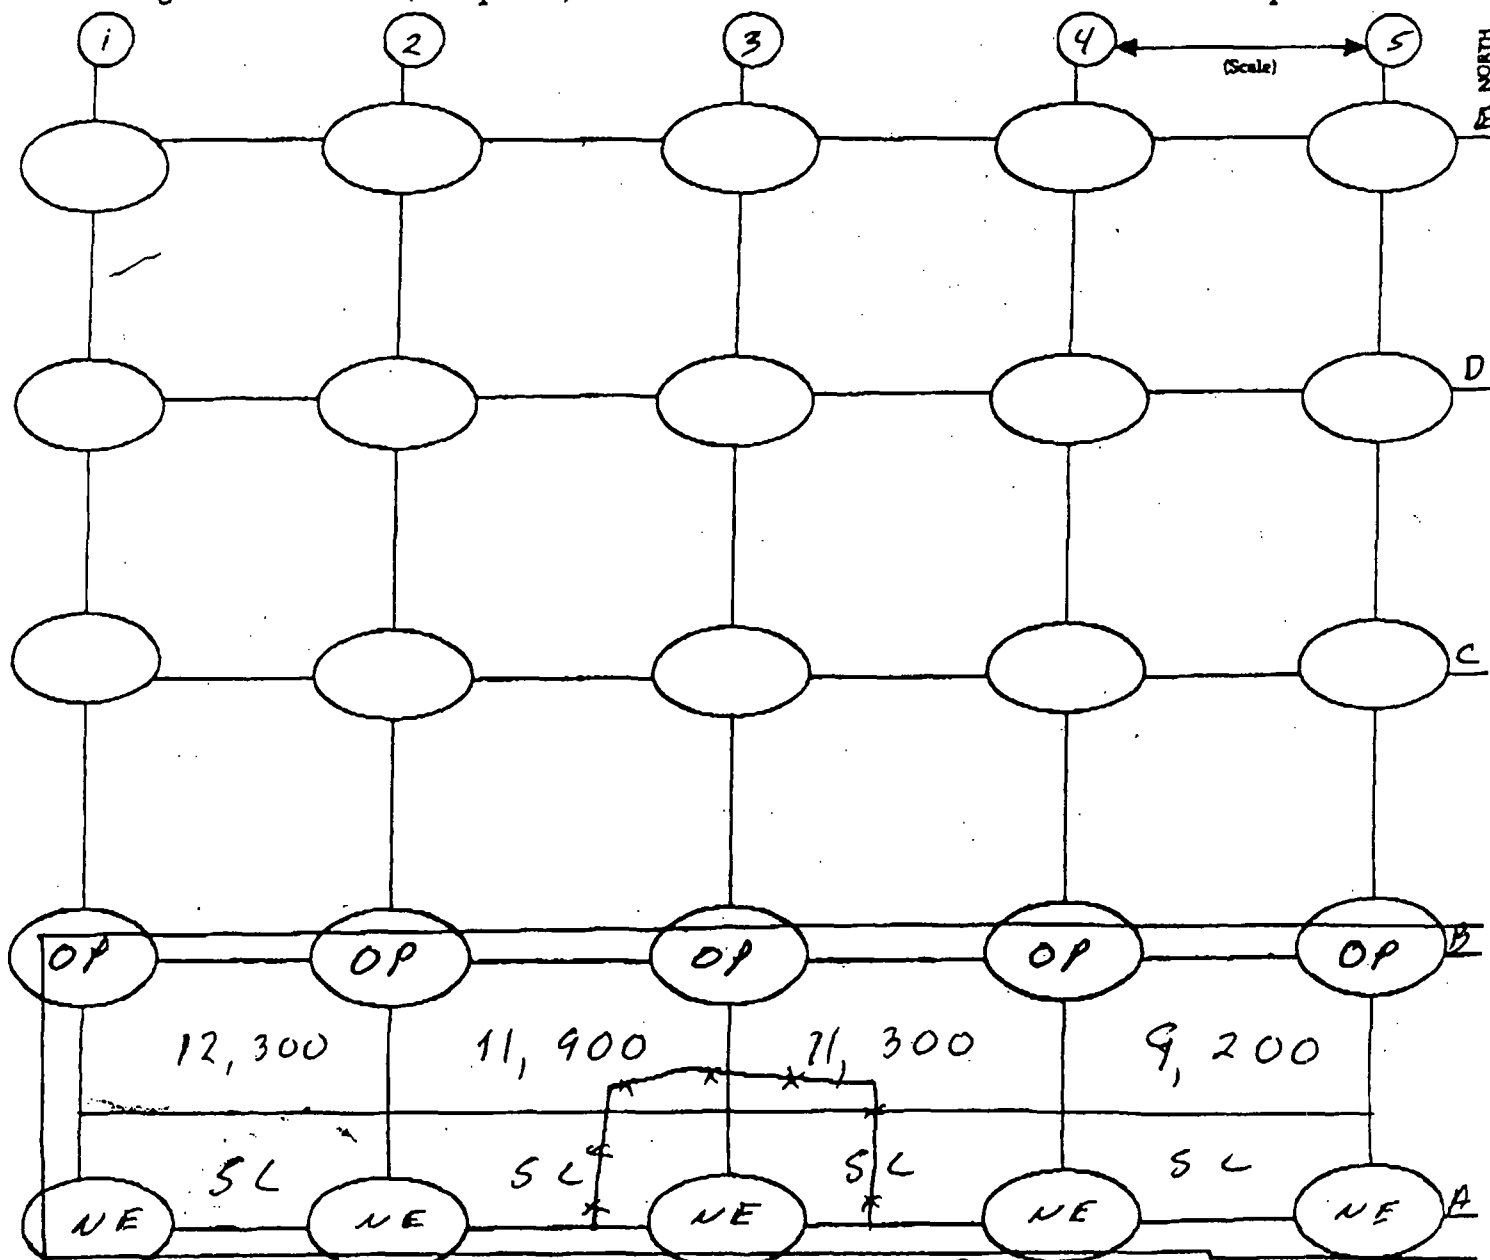 1 2 3 4 5
(Scale)
NORTH
E
D
C
OP OP OP OP OP B
12,300 11,900 11,300 9,200
SL SL SL SL
NE NE NE NE NE A